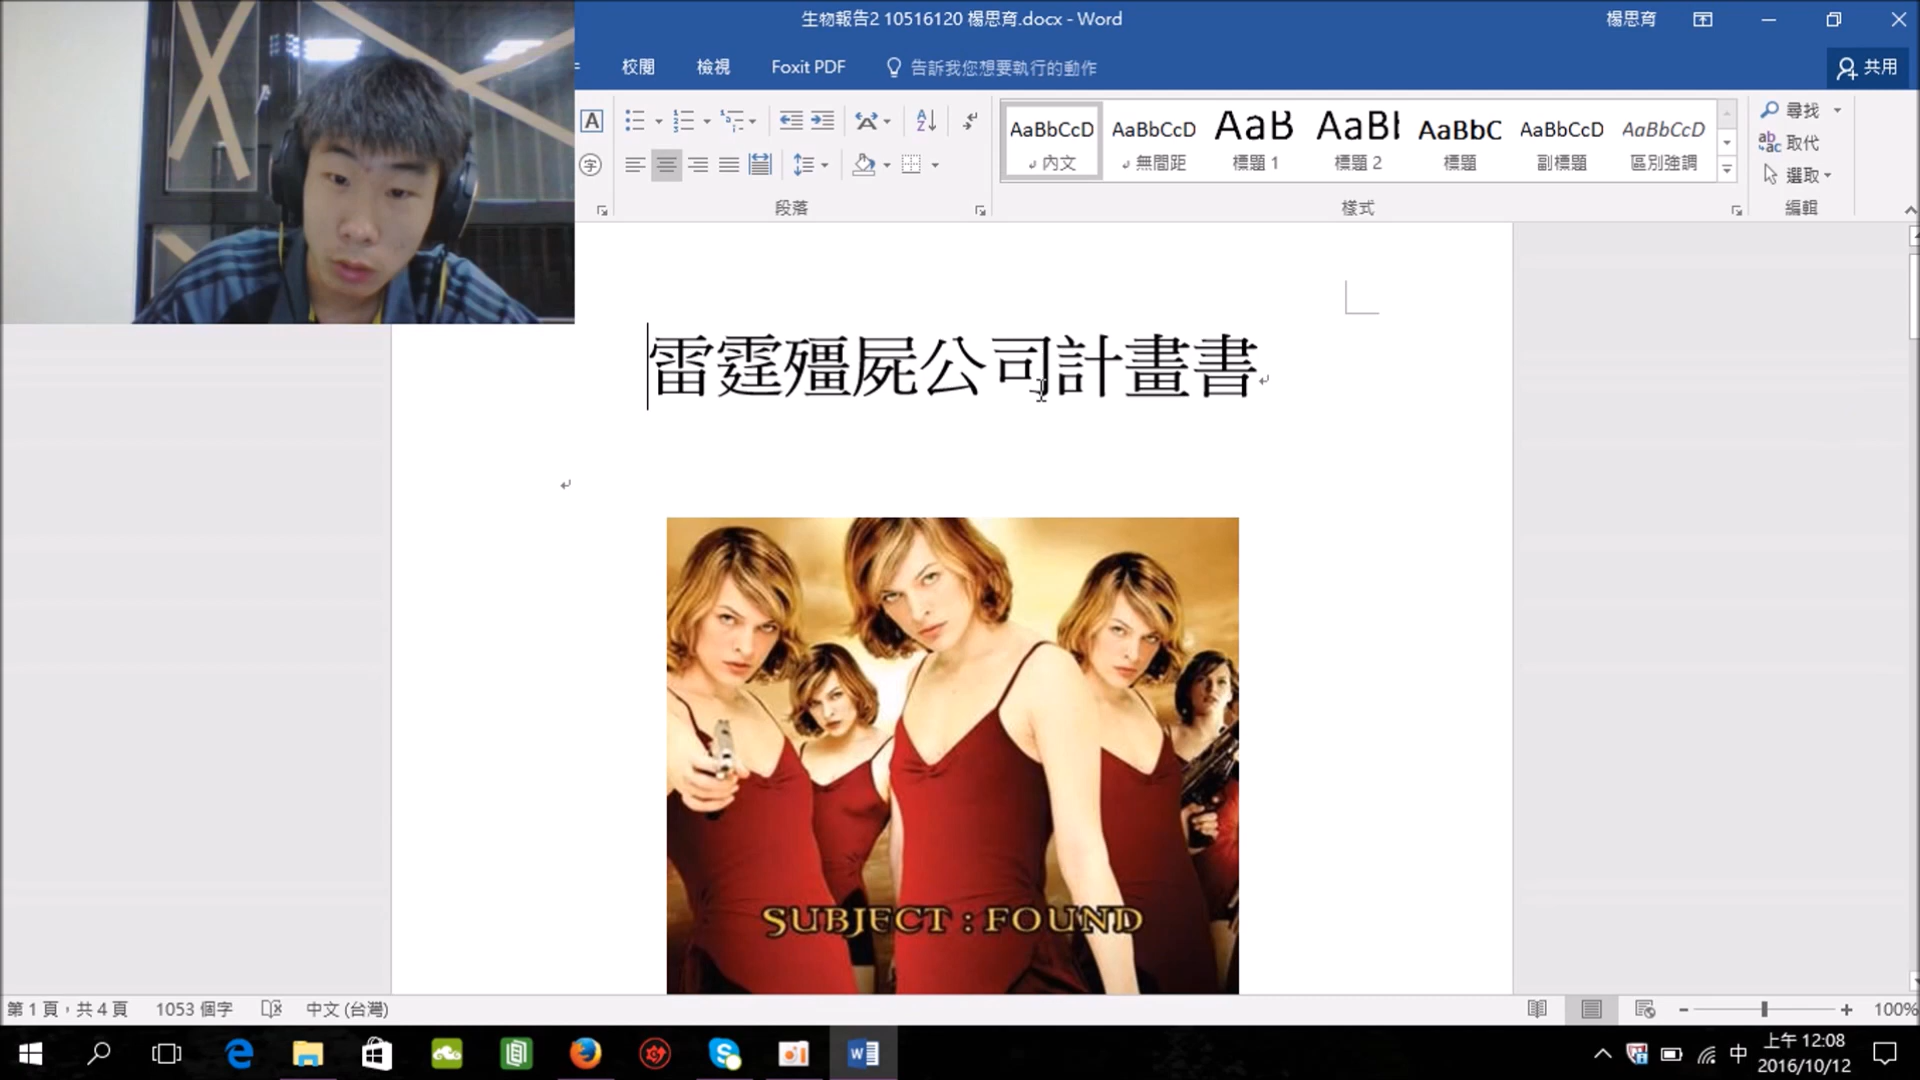 生物報告2 10516120 楊思育.docx - Word
楊思育
校閱
檢視
Foxit PDF
告訴我您想要執行的動作
共用
A
AaBbCcD
AaBbCcD
AaB
AaBl
AaBbC
AaBbCcD
AaBbCcD
尋找
取代
字
內文
無間距
標題 1
標題 2
標題
副標題
區別強調
選取
段落
樣式
編輯
雷霆殭屍公司計畫書
SUBJECT : FOUND
第 1 頁，共 4 頁
1053 個字
中文 (台灣)
100%
中
上午 12:08
2016/10/12